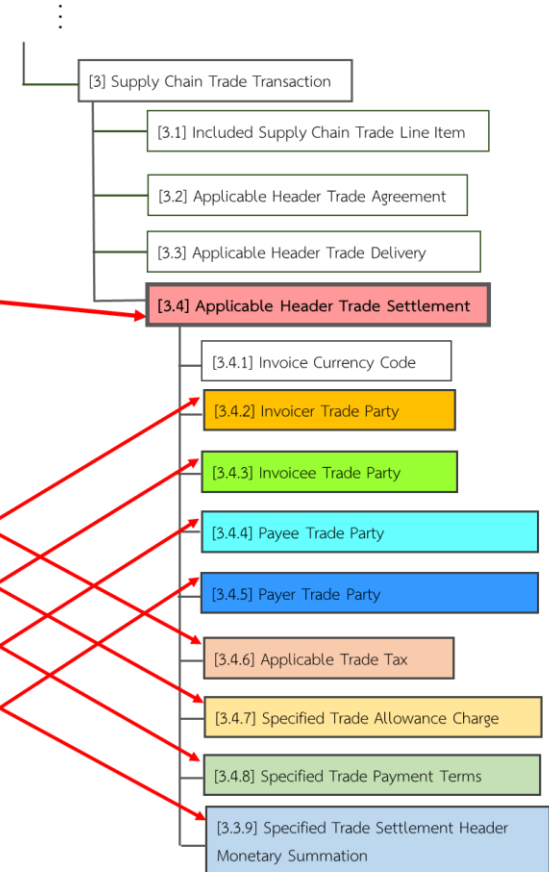 [3] Supply Chain Trade Transaction
[3.1] Included Supply Chain Trade Line Item
[3.2] Applicable Header Trade Agreement
[3.3] Applicable Header Trade Delivery
[3.4] Applicable Header Trade Settlement
[3.4.1] Invoice Currency Code
[3.4.2] Invoicer Trade Party
[3.4.3] Invoicee Trade Party
[3.4.4] Payee Trade Party
[3.4.5] Payer Trade Party
[3.4.6] Applicable Trade Tax
[3.4.7] Specified Trade Allowance Charge
[3.4.8] Specified Trade Payment Terms
[3.3.9] Specified Trade Settlement Header
Monetary Summation